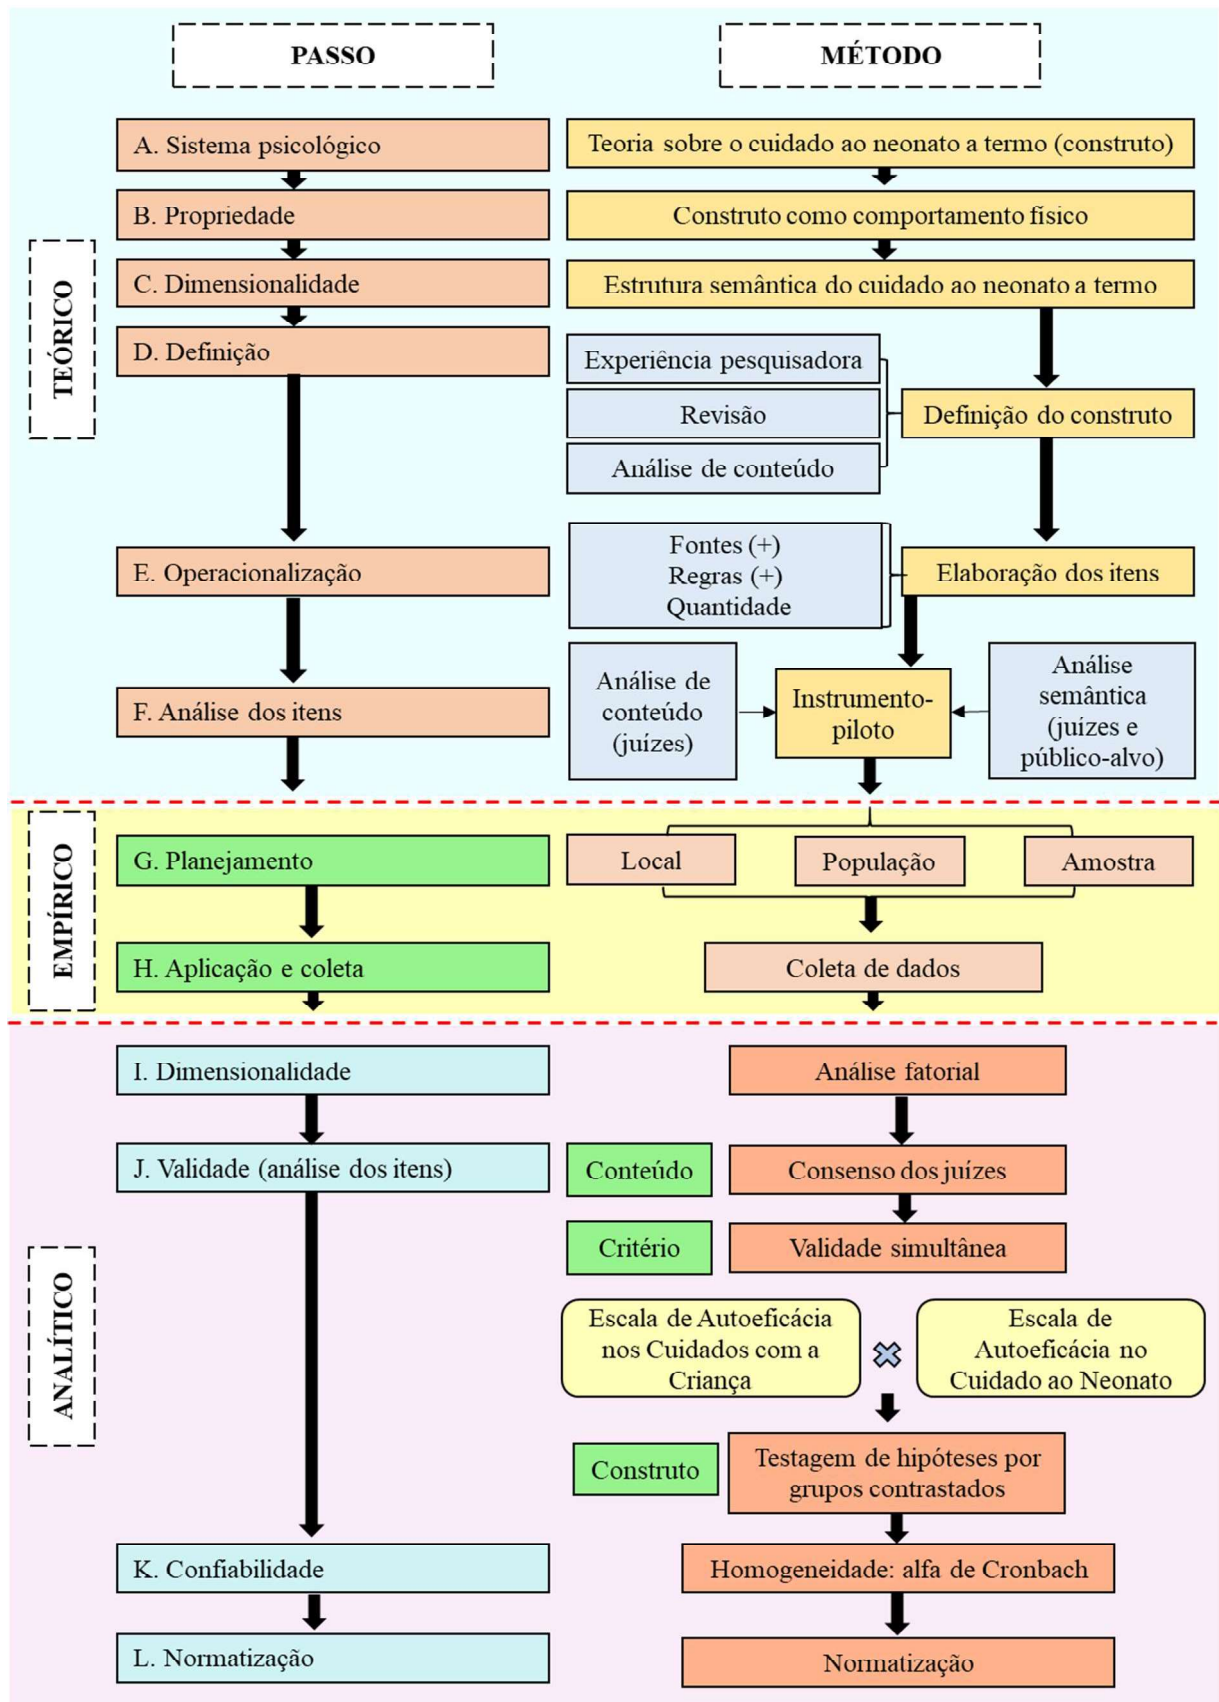 PASSO
MÉTODO
TEÓRICO
A. Sistema psicológico
Teoria sobre o cuidado ao neonato a termo (construto)
B. Propriedade
Construto como comportamento físico
C. Dimensionalidade
Estrutura semântica do cuidado ao neonato a termo
D. Definição
Experiência pesquisadora
Revisão
Análise de conteúdo
Definição do construto
E. Operacionalização
Fontes (+)
Regras (+)
Quantidade
Elaboração dos itens
F. Análise dos itens
Análise de
conteúdo
(juízes)
Instrumento-
piloto
Análise
semântica
(juízes e
público-alvo)
EMPÍRICO
G. Planejamento
Local
População
Amostra
H. Aplicação e coleta
Coleta de dados
ANALÍTICO
I. Dimensionalidade
Análise fatorial
J. Validade (análise dos itens)
Conteúdo
Consenso dos juízes
Critério
Validade simultânea
Escala de Autoeficácia
nos Cuidados com a
Criança
Escala de
Autoeficácia no
Cuidado ao Neonato
Construto
Testagem de hipóteses por
grupos contrastados
K. Confiabilidade
Homogeneidade: alfa de Cronbach
L. Normatização
Normatização